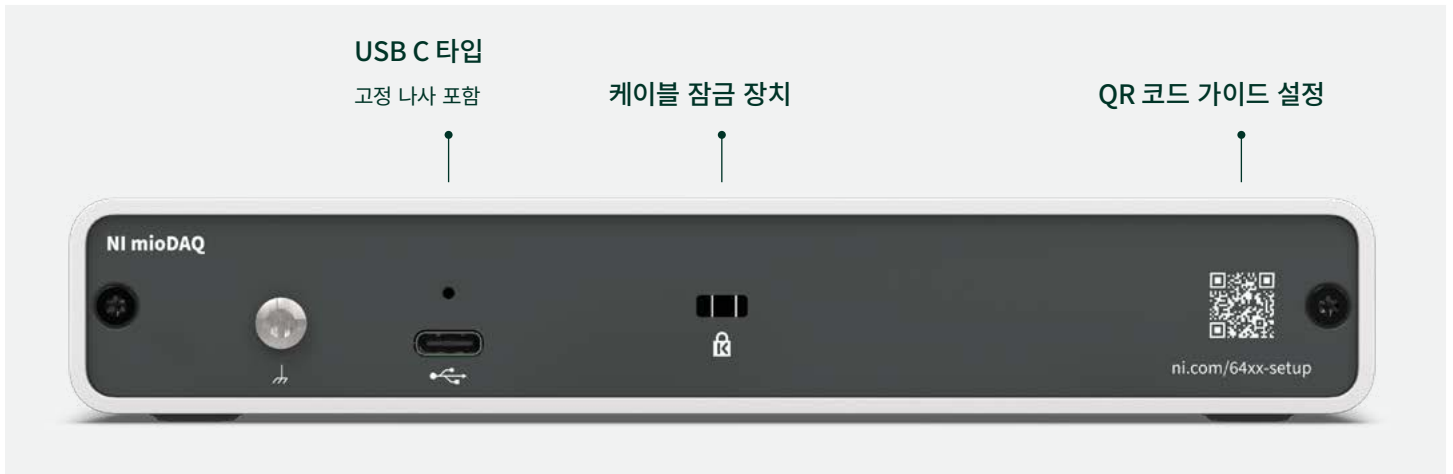 USB C 타입
고정 나사 포함
케이블 잠금 장치
QR 코드 가이드 설정
NI mioDAQ
K
ni.com/64xx-setup